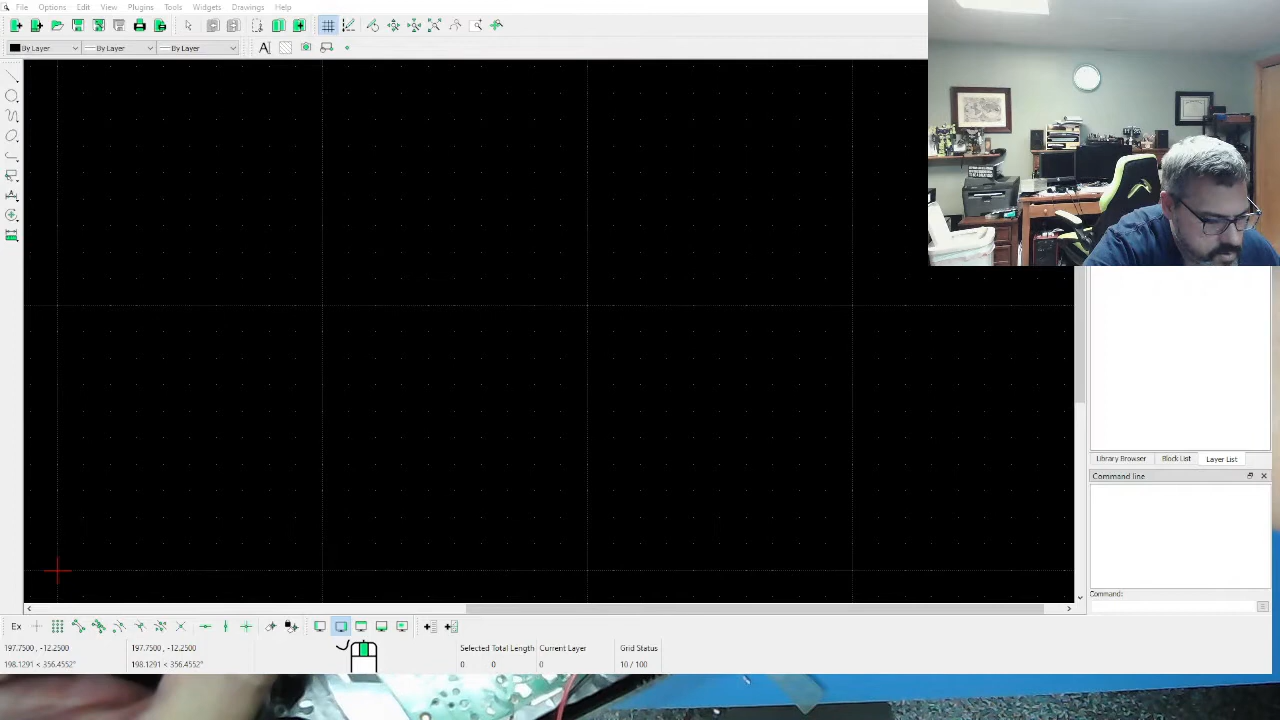 File Options Edit View Plugins Tools Widgets Drawings Help
By Layer By Layer By Layer A
Library Browser Block List Layer List
Command line
Command:
Ex
197.7500 , -12.2500 197.7500 , -12.2500 Selected Total Length Current Layer Grid Status
198.1291 < 356.4552° 198.1291 < 356.4552° 0 0 0 10 / 100